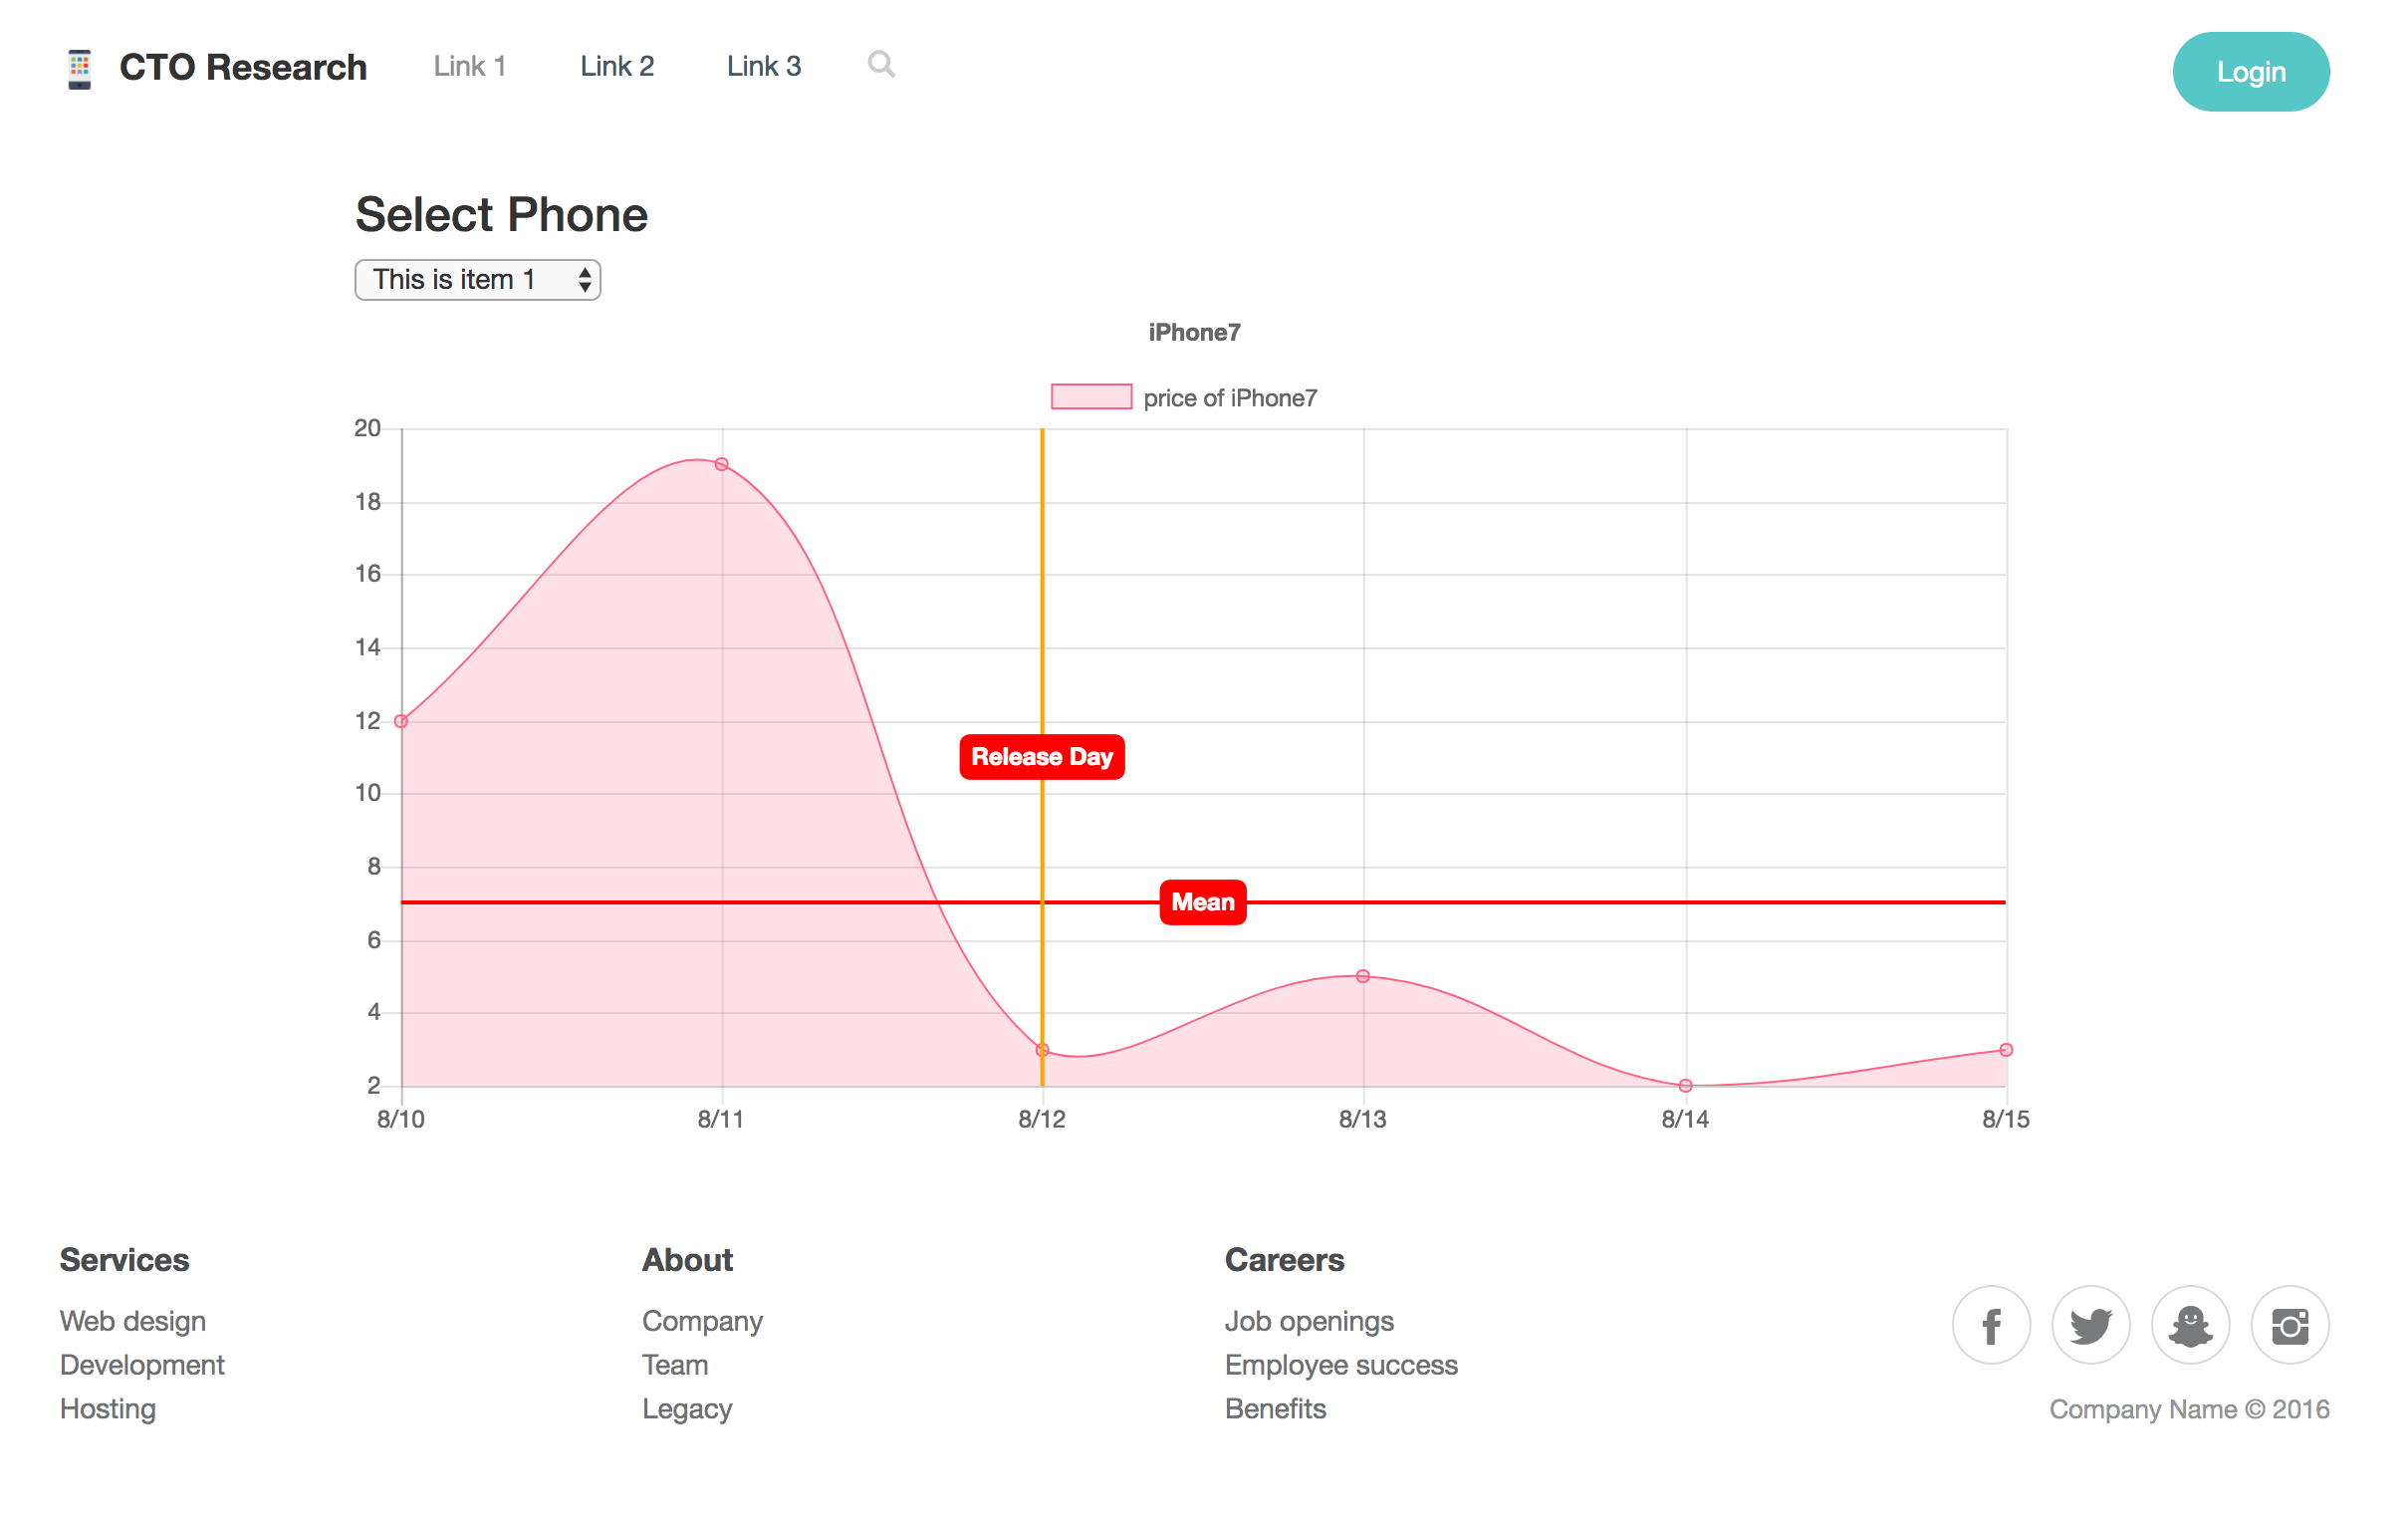 CTO Research
Link 1
Link 2
Link 3
Login
Select Phone
This is item 1
iPhone7
price of iPhone7
20
18
16
14
12
10
8
6
4
2
Release Day
Mean
8/10
8/11
8/12
8/13
8/14
8/15
Services
Web design
Development
Hosting
About
Company
Team
Legacy
Careers
Job openings
Employee success
Benefits
Company Name © 2016